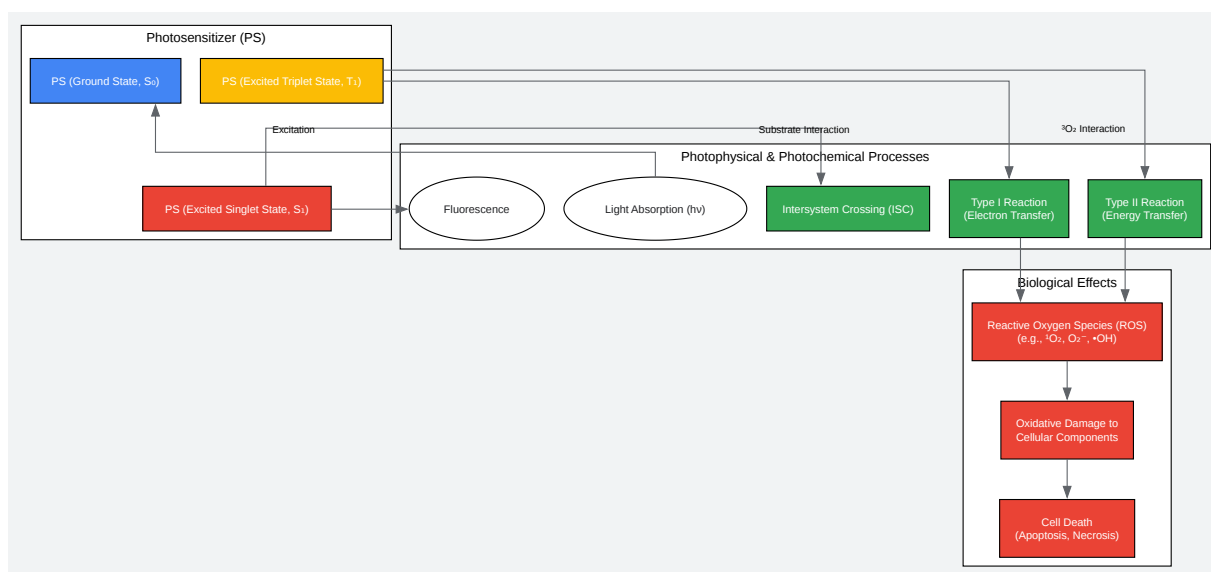 Photosensitizer (PS)
PS (Ground State, S₀)
PS (Excited Triplet State, T₁)
Excitation
Substrate Interaction
³O₂ Interaction
Photophysical & Photochemical Processes
PS (Excited Singlet State, S₁)
Fluorescence
Light Absorption (hν)
Intersystem Crossing (ISC)
Type I Reaction
(Electron Transfer)
Type II Reaction
(Energy Transfer)
Biological Effects
Reactive Oxygen Species (ROS)
(e.g., ¹O₂, O₂⁻, •OH)
Oxidative Damage to
Cellular Components
Cell Death
(Apoptosis, Necrosis)